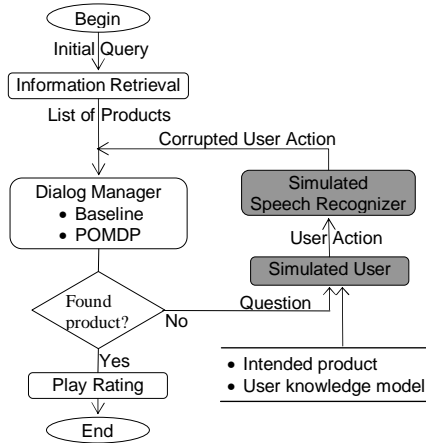 Begin
Initial Query
Information Retrieval
List of Products
Corrupted User Action
Dialog Manager
• Baseline
• POMDP
Simulated
Speech Recognizer
User Action
Simulated User
Found
product?
No
Question
Yes
• Intended product
• User knowledge model
Play Rating
End